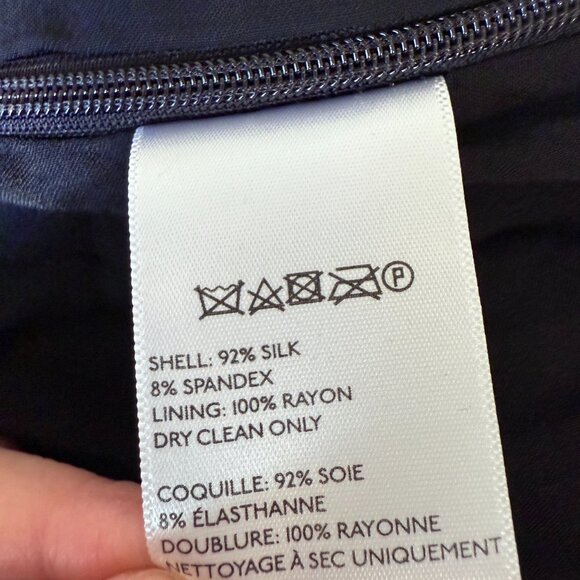 P
SHELL: 92% SILK
8% SPANDEX
LINING: 100% RAYON
DRY CLEAN ONLY
COQUILLE: 92% SOIE
8% ÉLASTHANNE
DOUBLURE: 100% RAYONNE
NETTOYAGE À SEC UNIQUEMENT